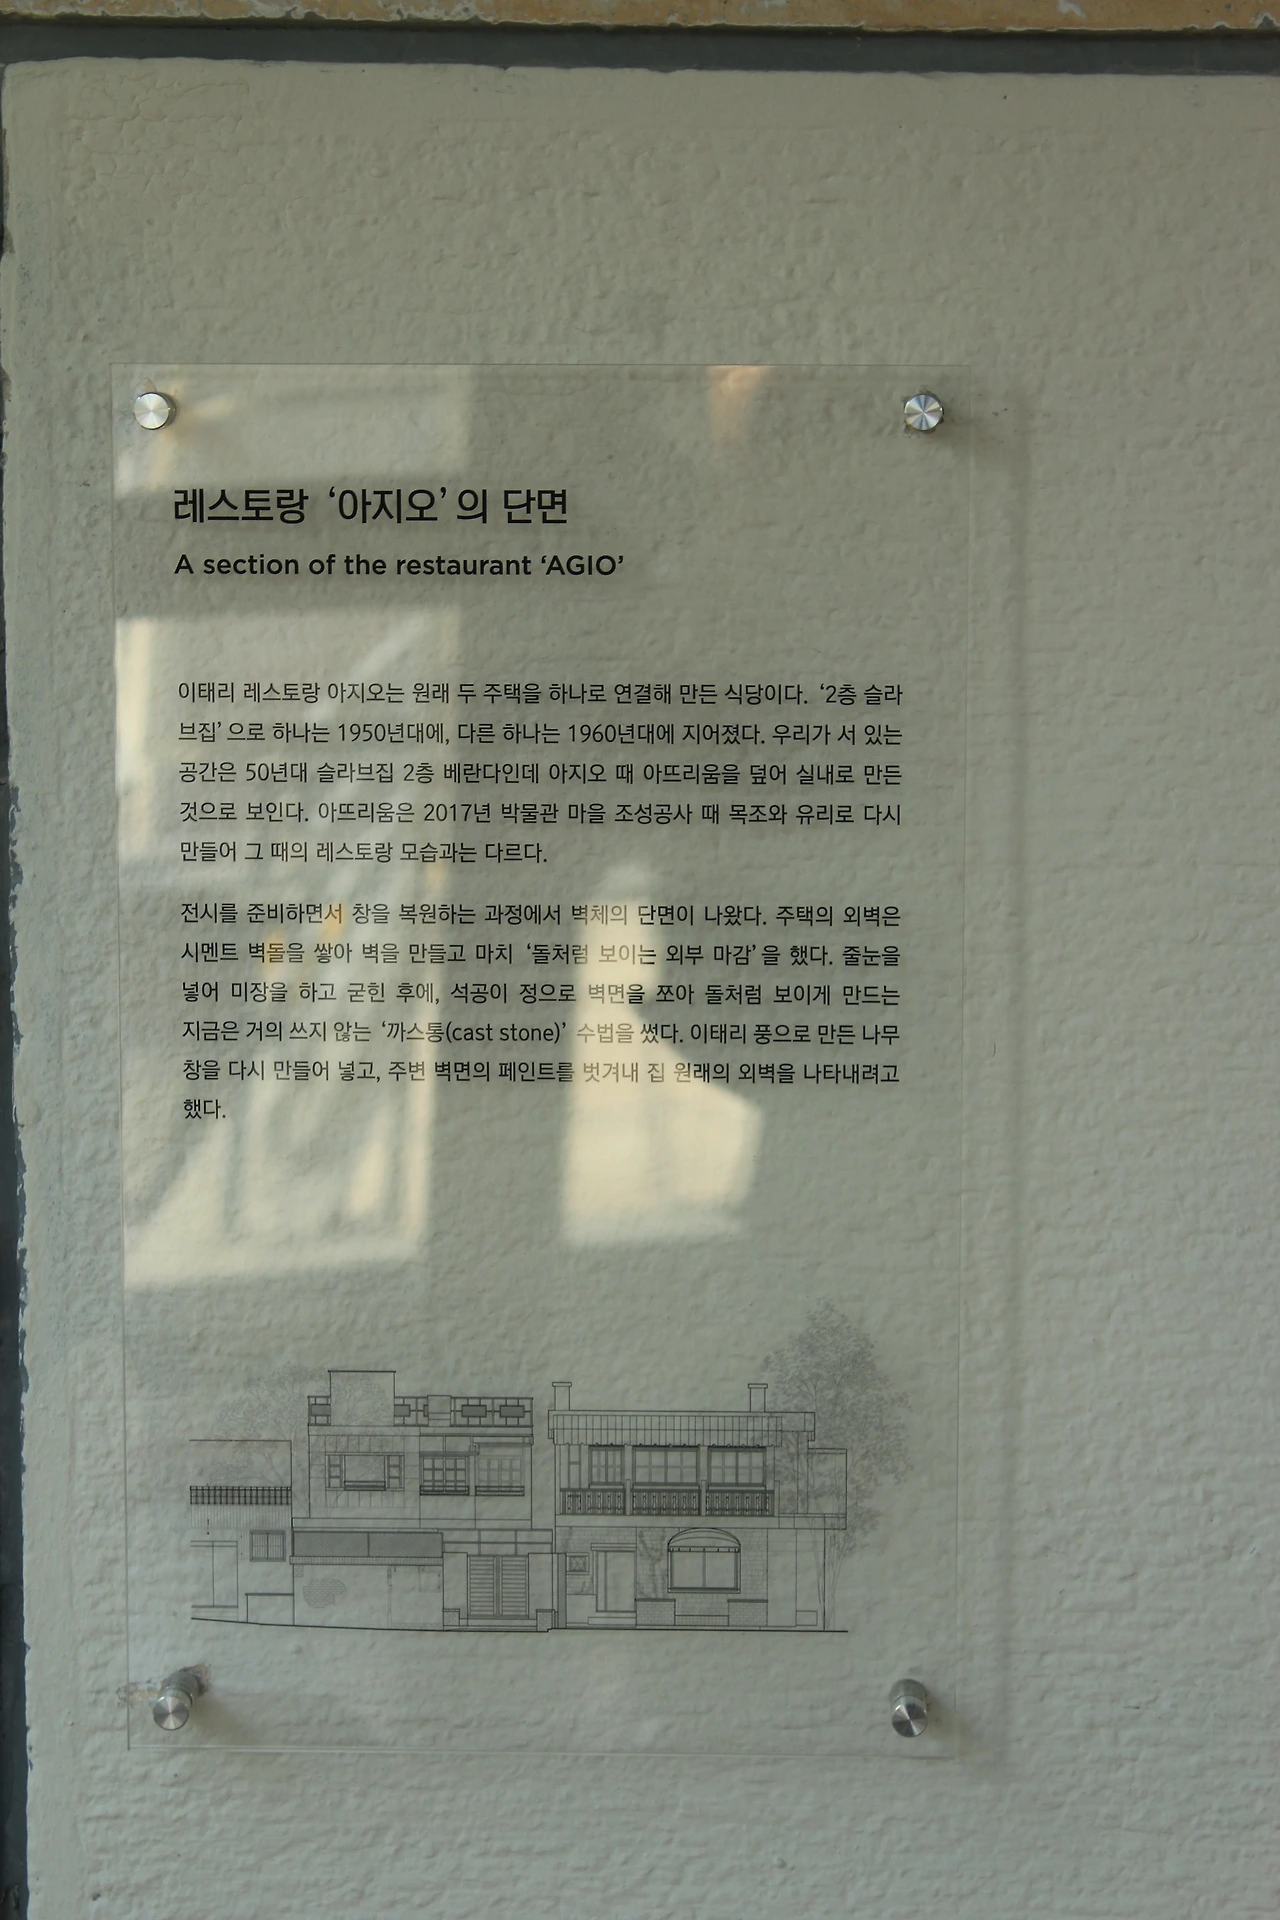 레스토랑 ‘아지오’의 단면
A section of the restaurant ‘AGIO’
이태리 레스토랑 아지오는 원래 두 주택을 하나로 연결해 만든 식당이다. ‘2층 슬라
브집’으로 하나는 1950년대에, 다른 하나는 1960년대에 지어졌다. 우리가 서 있는
공간은 50년대 슬라브집 2층 베란다인데 아지오 때 아뜨리움을 덮어 실내로 만든
것으로 보인다. 아뜨리움은 2017년 박물관 마을 조성공사 때 목조와 유리로 다시
만들어 그 때의 레스토랑 모습과는 다르다.
전시를 준비하면서 창을 복원하는 과정에서 벽체의 단면이 나왔다. 주택의 외벽은
시멘트 벽돌을 쌓아 벽을 만들고 마치 ‘돌처럼 보이는 외부 마감’을 했다. 줄눈을
넣어 미장을 하고 굳힌 후에, 석공이 정으로 벽면을 쪼아 돌처럼 보이게 만드는
지금은 거의 쓰지 않는 ‘까스통(cast stone)’ 수법을 썼다. 이태리 풍으로 만든 나무
창을 다시 만들어 넣고, 주변 벽면의 페인트를 벗겨내 집 원래의 외벽을 나타내려고
했다.